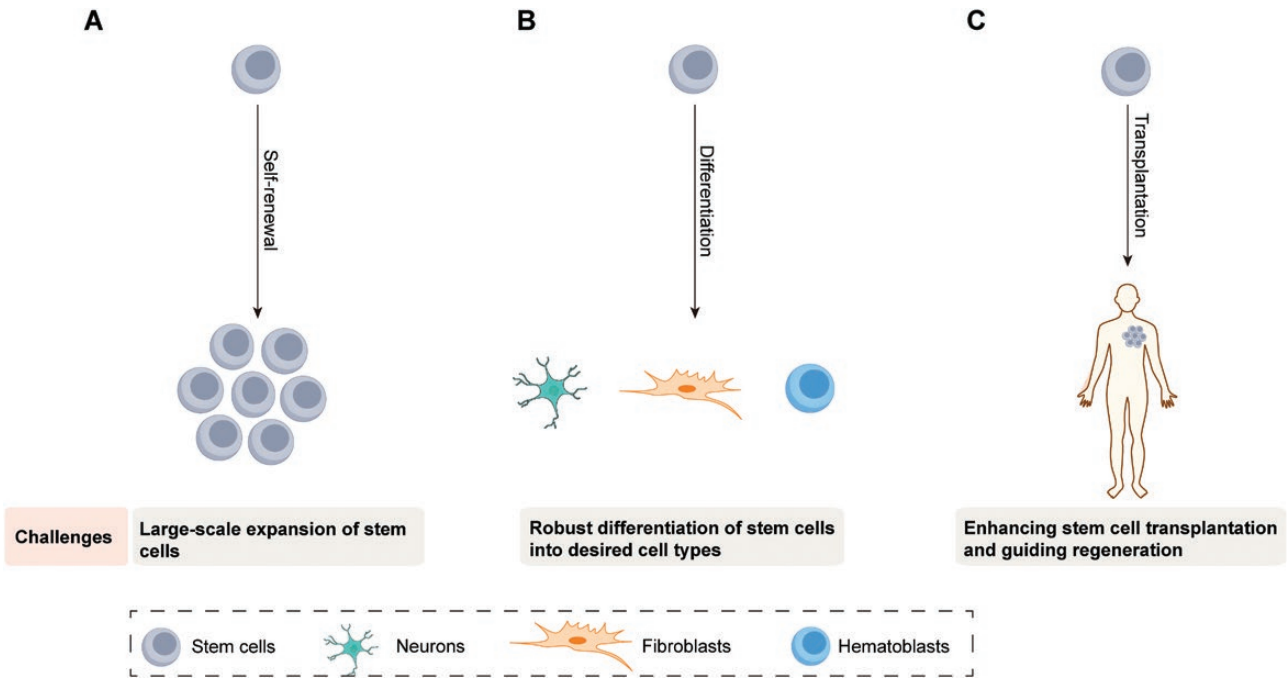 A
B
C
Self-renewal
Differentiation
Transplantation
Challenges
Large-scale expansion of stem
cells
Robust differentiation of stem cells
into desired cell types
Enhancing stem cell transplantation
and guiding regeneration
Stem cells
Neurons
Fibroblasts
Hematoblasts